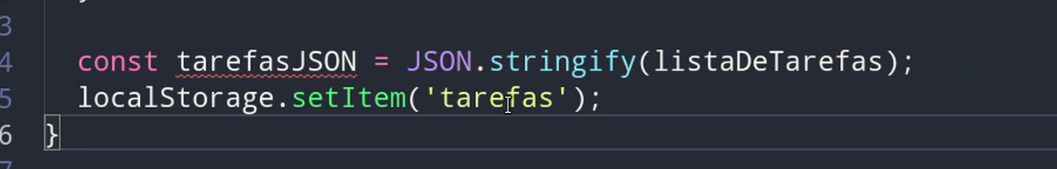 3
4 const tarefasJSON = JSON.stringify(listaDeTarefas);
5 localStorage.setItem('tarefas');
6 }